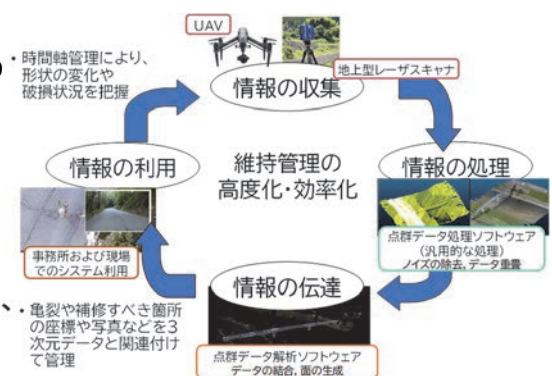 UAV
・時間軸管理により、
形状の変化や
破損状況を把握
地上型レーザスキャナ
情報の収集
情報の利用
維持管理の
高度化・効率化
情報の処理
点群データ処理ソフトウェア
(汎用的な処理)
ノイズの除去,データ重畳
事務所および現場
でのシステム利用
情報の伝達
、・亀裂や補修すべき箇所
の座標や写真などを3
次元データと関連付け
て管理
点群データ解析ソフトウェア
データの結合,面の生成